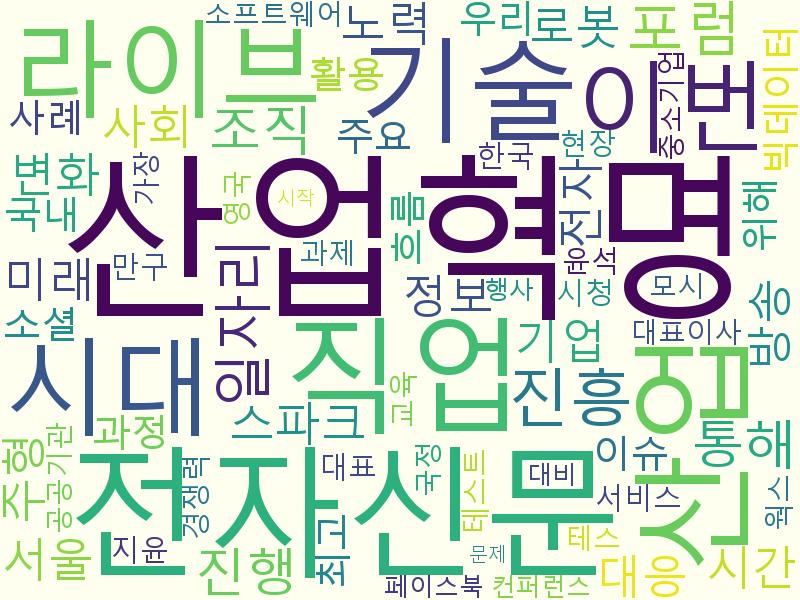 소프트웨어
노력
우리
로봇
포럼
라이브
기술
활용
이
중소기업
빅데이터
사례
사회
조직
주요
한국
현장
인포
변화
가장
산업혁명
영국
시작
흐름
전자
위해
국내
과제
윤석
미래
만구
일자리
정보
행사
시청
모시
방송
소셜
직업
기업
대표이사
시대
진흥
산업
교육
과정
스파크
통해
이슈
주형
기란
전자신문
경쟁력
대표
국정
대비
공공
테스트
서비스
웍스
서울
지윤
진행
최고
문제
테스
대응
시간
페이스북
컨퍼런스